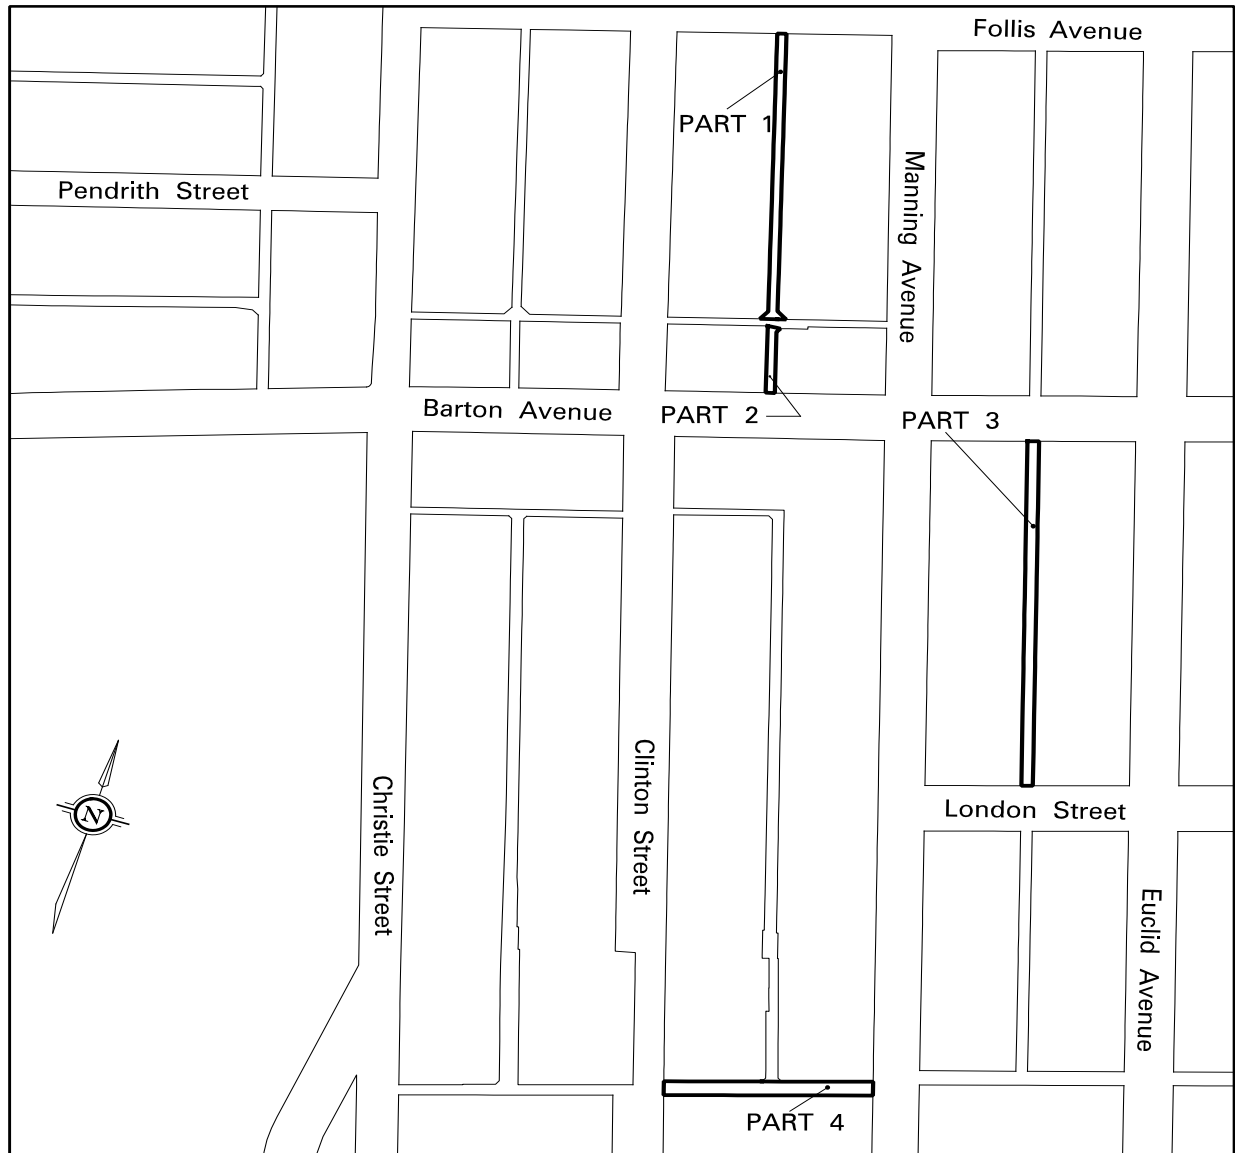 Follis Avenue
PART 1
Manning Avenue
Pendrith Street
Barton Avenue
PART 2
PART 3
Clinton Street
Christie Street
London Street
N
Euclid Avenue
PART 4